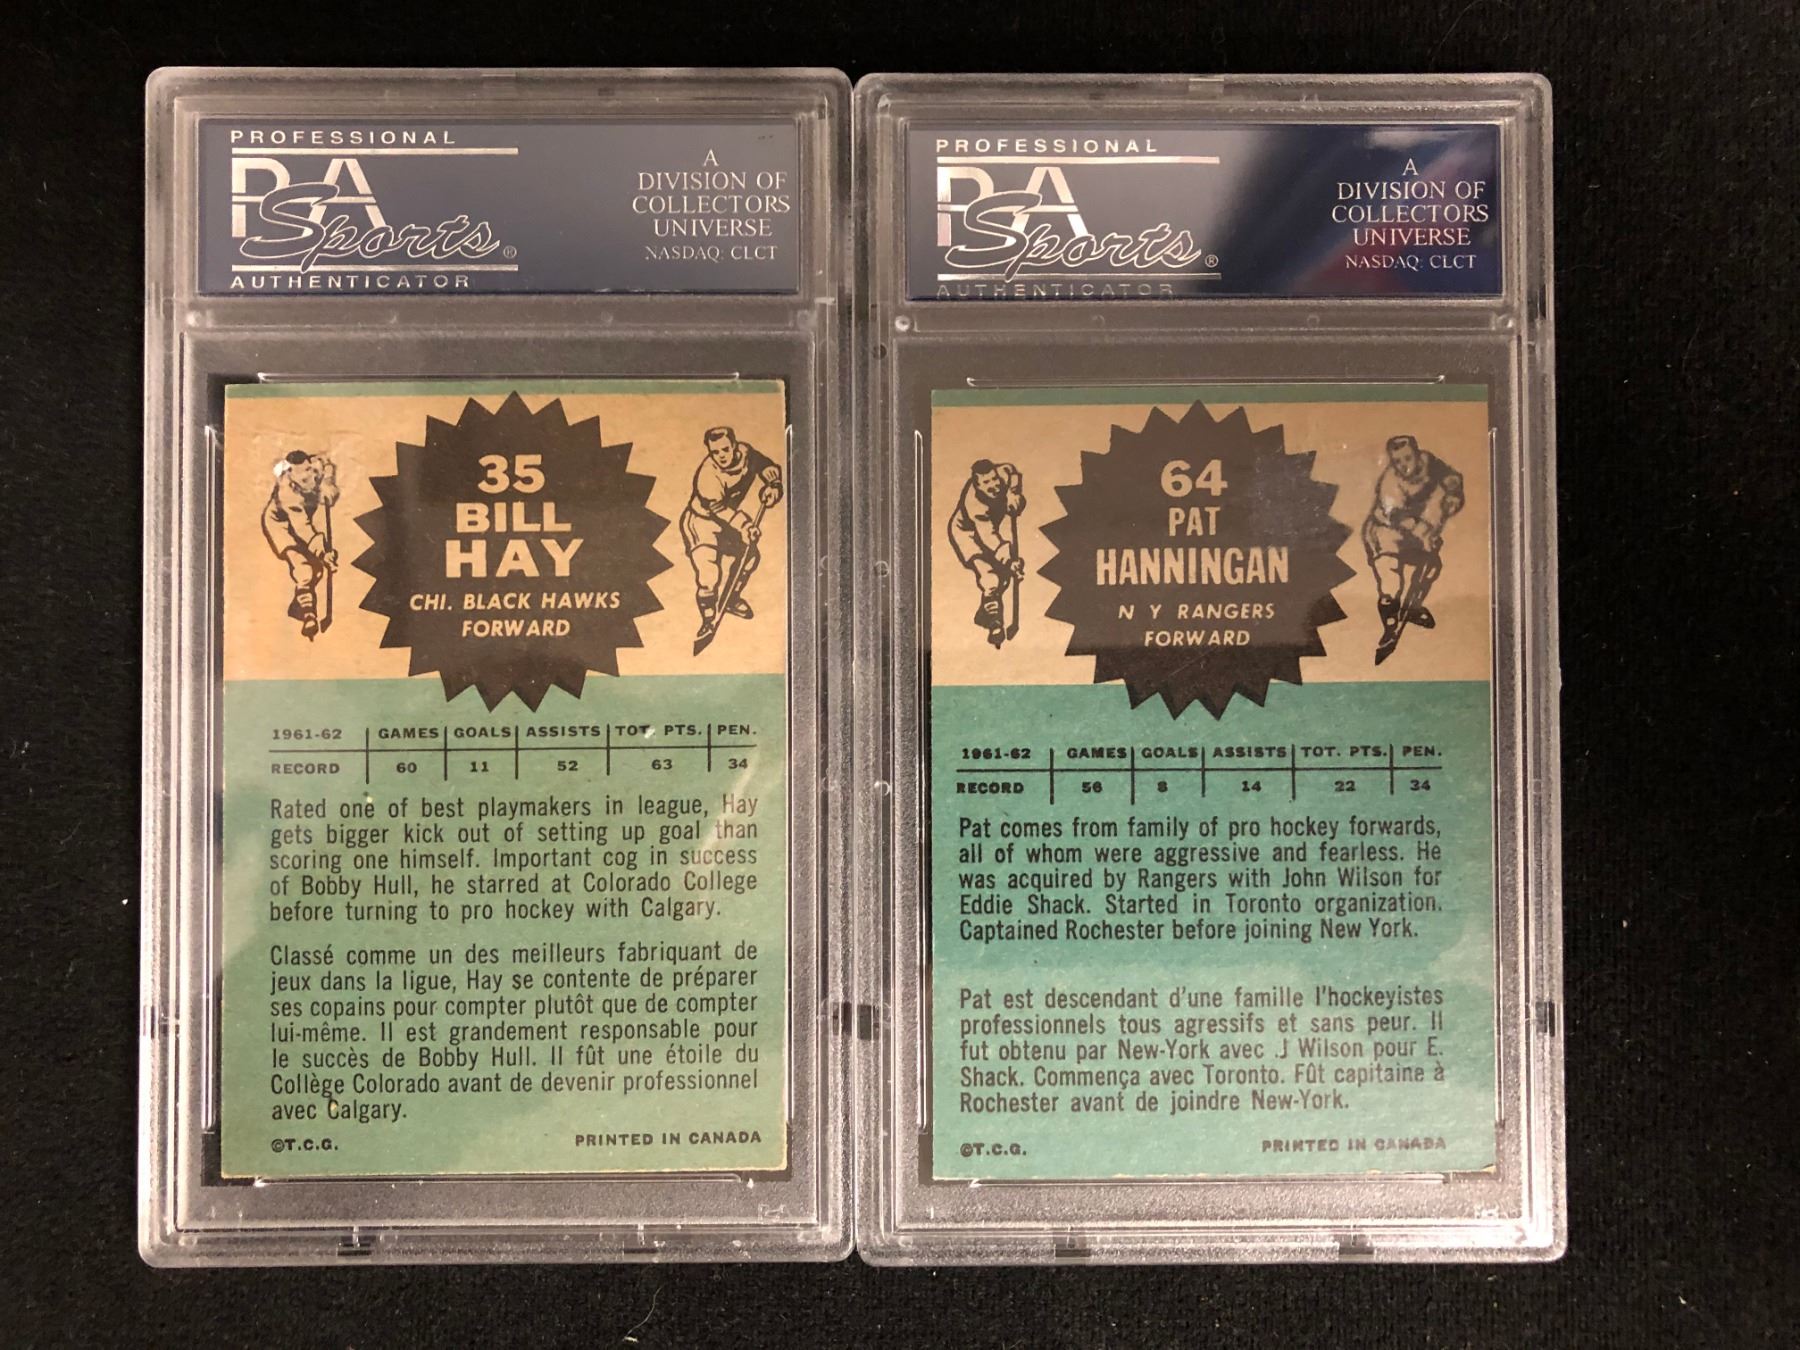 PROFESSIONAL
PSA
Sports®
AUTHENTICATOR
A
DIVISION OF
COLLECTORS
UNIVERSE
NASDAQ: CLCT
35
BILL
HAY
CHI. BLACK HAWKS
FORWARD
1961-62 GAMES GOALS ASSISTS TOT. PTS. PEN.
RECORD 60 11 52 63 34
Rated one of best playmakers in league, Hay
gets bigger kick out of setting up goal than
scoring one himself. Important cog in success
of Bobby Hull, he starred at Colorado College
before turning to pro hockey with Calgary.
Classé comme un des meilleurs fabriquant de
jeux dans la ligue, Hay se contente de préparer
ses copains pour compter plutôt que de compter
lui-même. Il est grandement responsable pour
le succès de Bobby Hull. Il fût une étoile du
Collège Colorado avant de devenir professionnel
avec Calgary.
©T.C.G. PRINTED IN CANADA
PROFESSIONAL
PSA
Sports®
AUTHENTICATOR
A
DIVISION OF
COLLECTORS
UNIVERSE
NASDAQ: CLCT
64
PAT
HANNINGAN
N Y RANGERS
FORWARD
1961-62 GAMES GOALS ASSISTS TOT. PTS. PEN.
RECORD 56 8 14 22 34
Pat comes from family of pro hockey forwards,
all of whom were aggressive and fearless. He
was acquired by Rangers with John Wilson for
Eddie Shack. Started in Toronto organization.
Captained Rochester before joining New York.
Pat est descendant d'une famille l'hockeyistes
professionnels tous agressifs et sans peur. Il
fut obtenu par New-York avec .J Wilson pour E.
Shack. Commença avec Toronto. Fût capitaine à
Rochester avant de joindre New-York.
©T.C.G. PRINTED IN CANADA